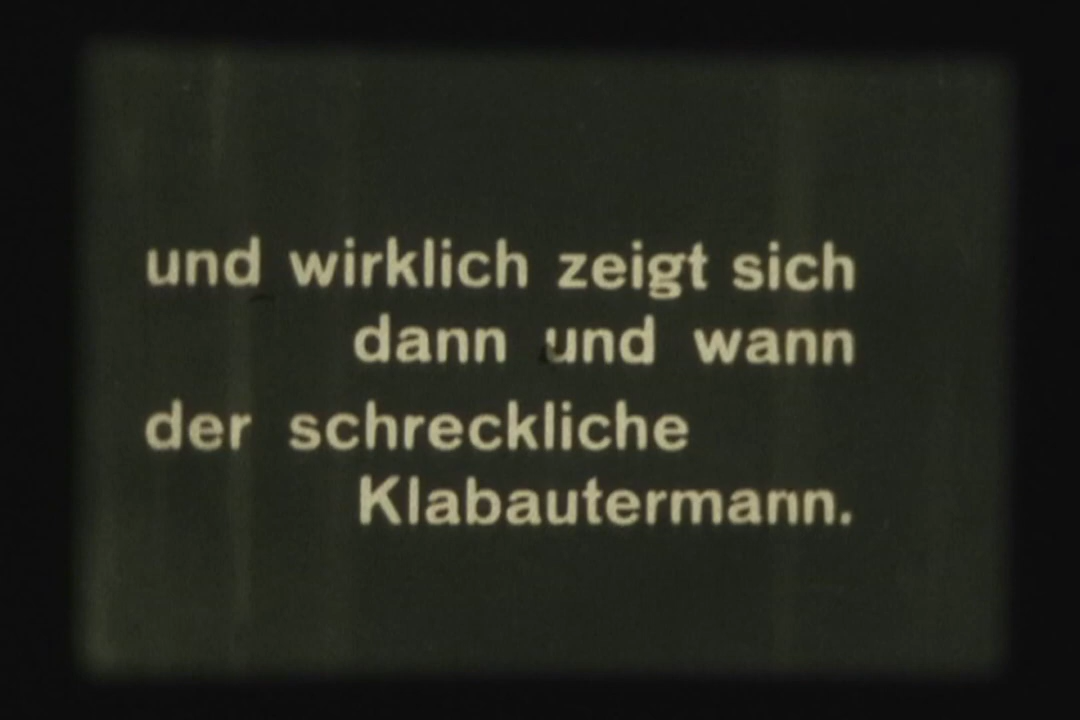 und wirklich zeigt sich
dann und wann
der schreckliche
Klabautermann.